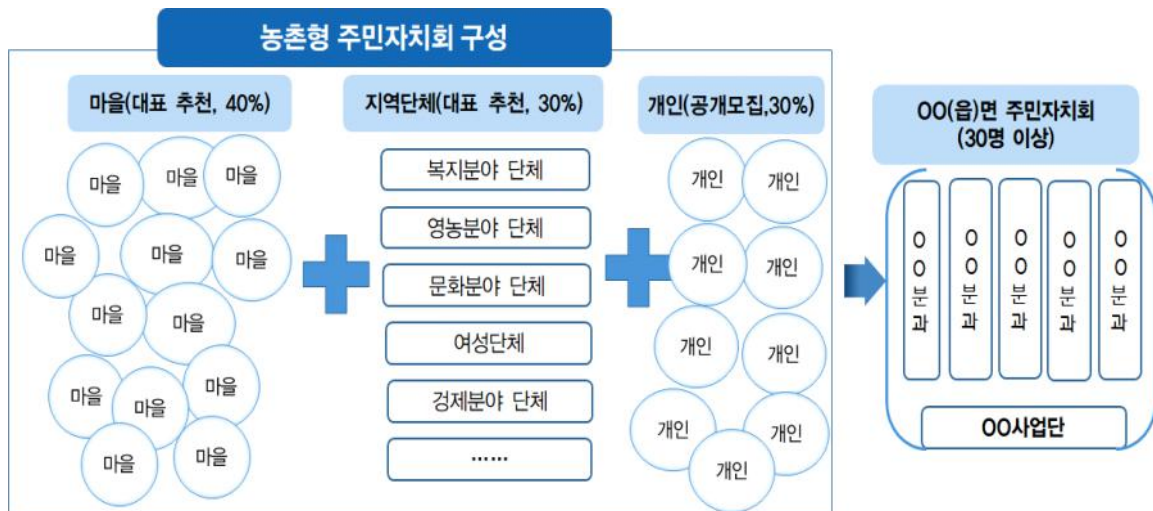 농촌형 주민자치회 구성
마을(대표 추천, 40%)
마을
마을
마을
마을
마을
마을
마을
마을
마을
마을
마을
마을
마을
지역단체(대표 추천, 30%)
복지분야 단체
영농분야 단체
문화분야 단체
여성단체
겅제분야 단체
……
개인(공개모집,30%)
개인
개인
개인
개인
개인
개인
개인
개인
개인
OO(읍)면 주민자치회
(30명 이상)
OO분과
OO분과
OO분과
OO분과
OO분과
OO사업단